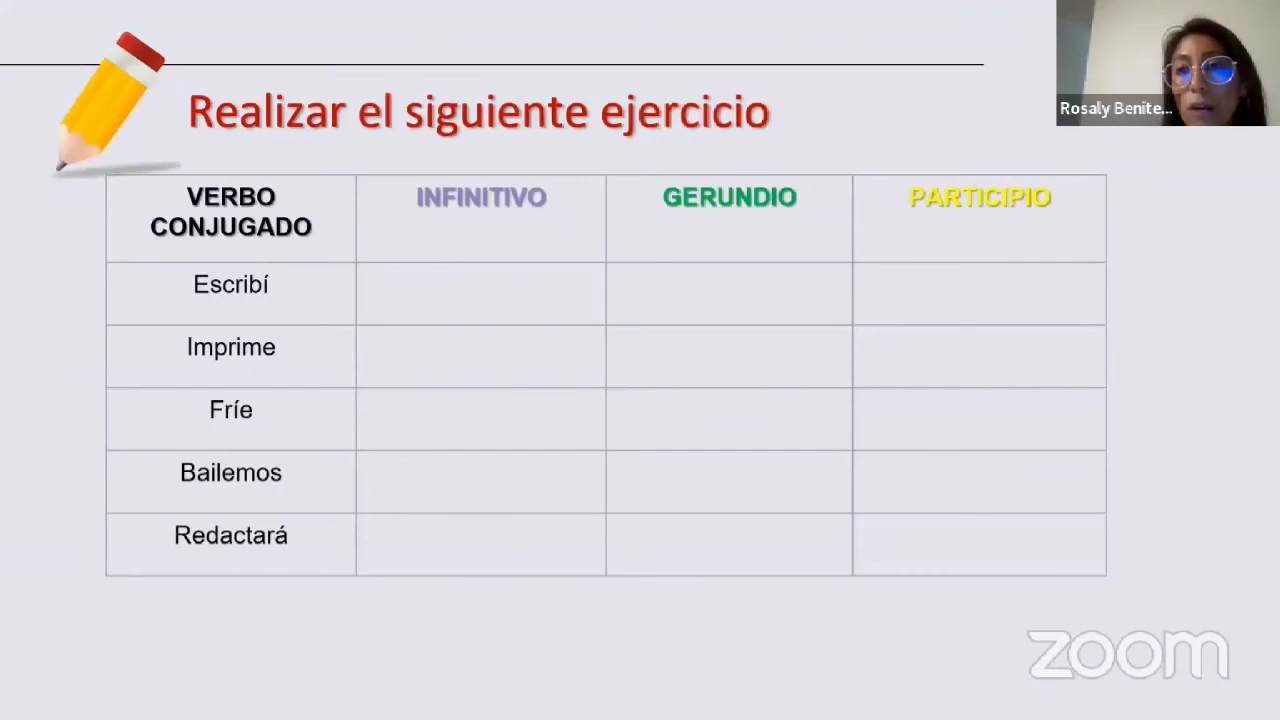 Rosaly Benite...
Realizar el siguiente ejercicio
VERBO CONJUGADO INFINITIVO GERUNDIO PARTICIPIO
Escribí
Imprime
Fríe
Bailemos
Redactará
zoom